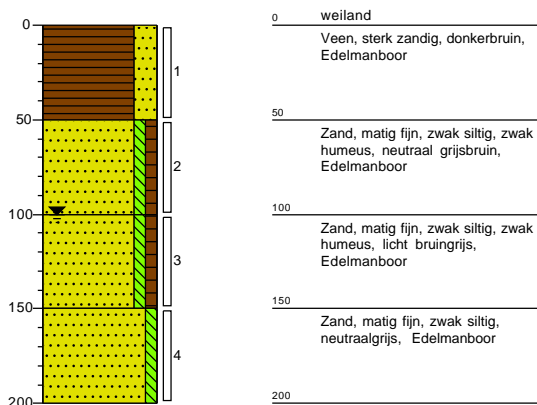 0
50
100
150
200
1
2
3
4
0 weiland
Veen, sterk zandig, donkerbruin,
Edelmanboor
50
Zand, matig fijn, zwak siltig, zwak
humeus, neutraal grijsbruin,
Edelmanboor
100
Zand, matig fijn, zwak siltig, zwak
humeus, licht bruingrijs,
Edelmanboor
150
Zand, matig fijn, zwak siltig,
neutraalgrijs, Edelmanboor
200